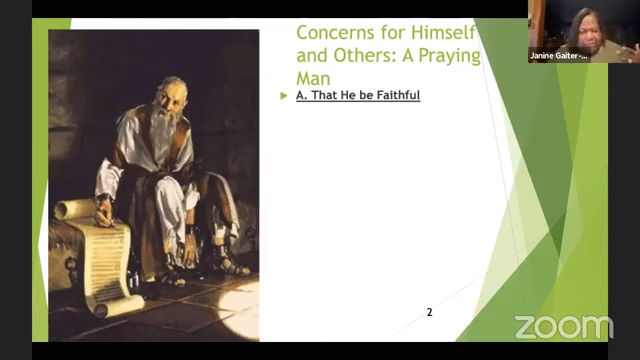 Concerns for Himself
and Others: A Praying
Man
A. That He be Faithful
2
Janine Gaiter-...
zoom